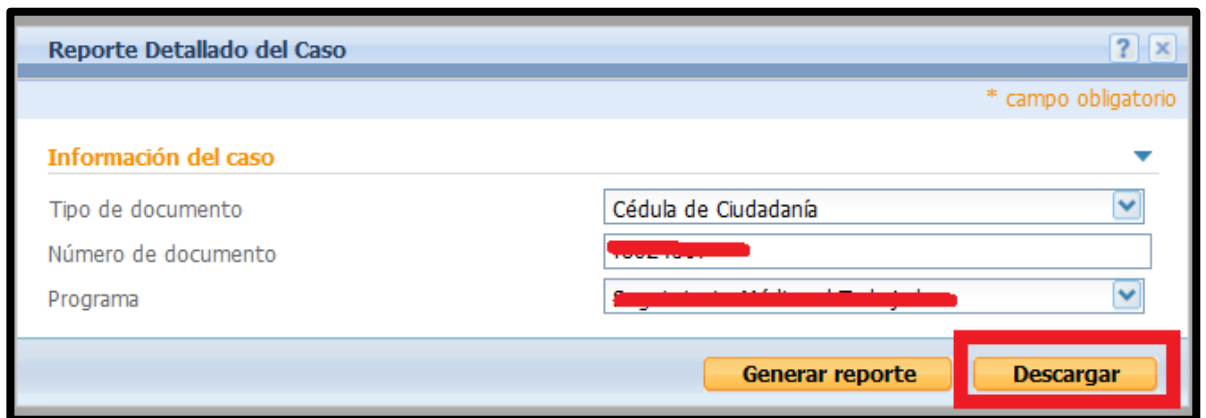 Reporte Detallado del Caso ? ×
* campo obligatorio
Información del caso
Tipo de documento Cédula de Ciudadanía
Número de documento
Programa
Generar reporte Descargar